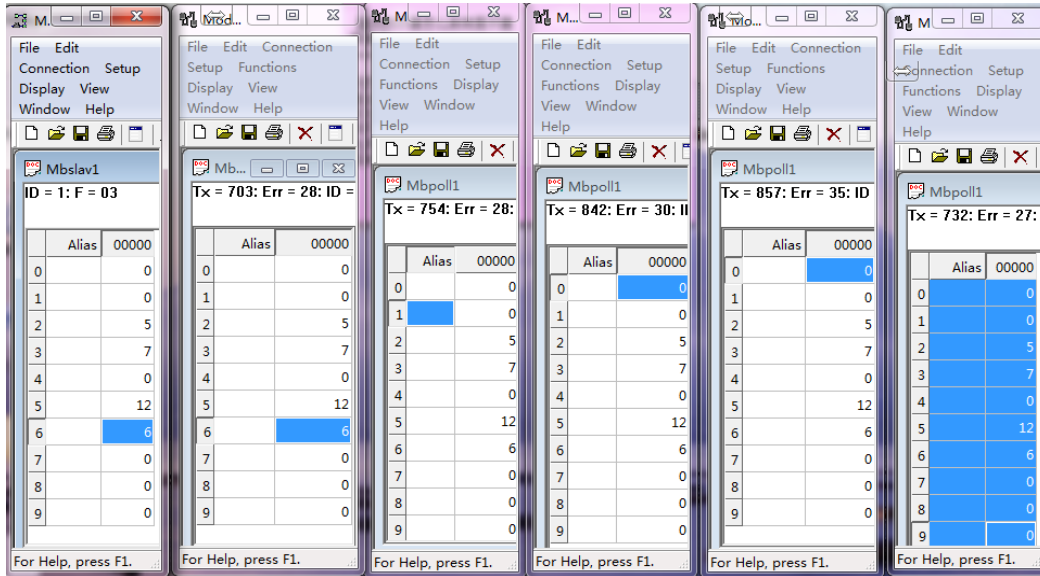 M.
File Edit
Connection Setup
Display View
Window Help
Mbslav1
ID = 1: F = 03
Alias 00000
0 0
1 0
2 5
3 7
4 0
5 12
6 6
7 0
8 0
9 0
For Help, press F1.
Mod...
File Edit Connection
Setup Functions
Display View
Window Help
Mb...
Tx = 703: Err = 28: ID =
Alias 00000
0 0
1 0
2 5
3 7
4 0
5 12
6 6
7 0
8 0
9 0
For Help, press F1.
M
File Edit
Connection Setup
Functions Display
View Window
Help
Mbpoll1
Tx = 754: Err = 28:
Alias 00000
0 0
1 0
2 5
3 7
4 0
5 12
6 6
7 0
8 0
9 0
For Help, press F1.
M...
File Edit
Connection Setup
Functions Display
View Window
Help
Mbpoll1
Tx = 842: Err = 30: II
Alias 00000
0 0
1 0
2 5
3 7
4 0
5 12
6 6
7 0
8 0
9 0
For Help, press F1.
File Edit Connection
Setup Functions
Display View
Window Help
Mbpoll1
Tx = 857: Err = 35: ID
Alias 00000
0 0
1 0
2 5
3 7
4 0
5 12
6 6
7 0
8 0
9 0
For Help, press F1.
M
File Edit
Connection Setup
Functions Display
View Window
Help
Mbpoll1
Tx = 732: Err = 27:
Alias 00000
0 0
1 0
2 5
3 7
4 0
5 12
6 6
7 0
8 0
9 0
For Help, press F1.